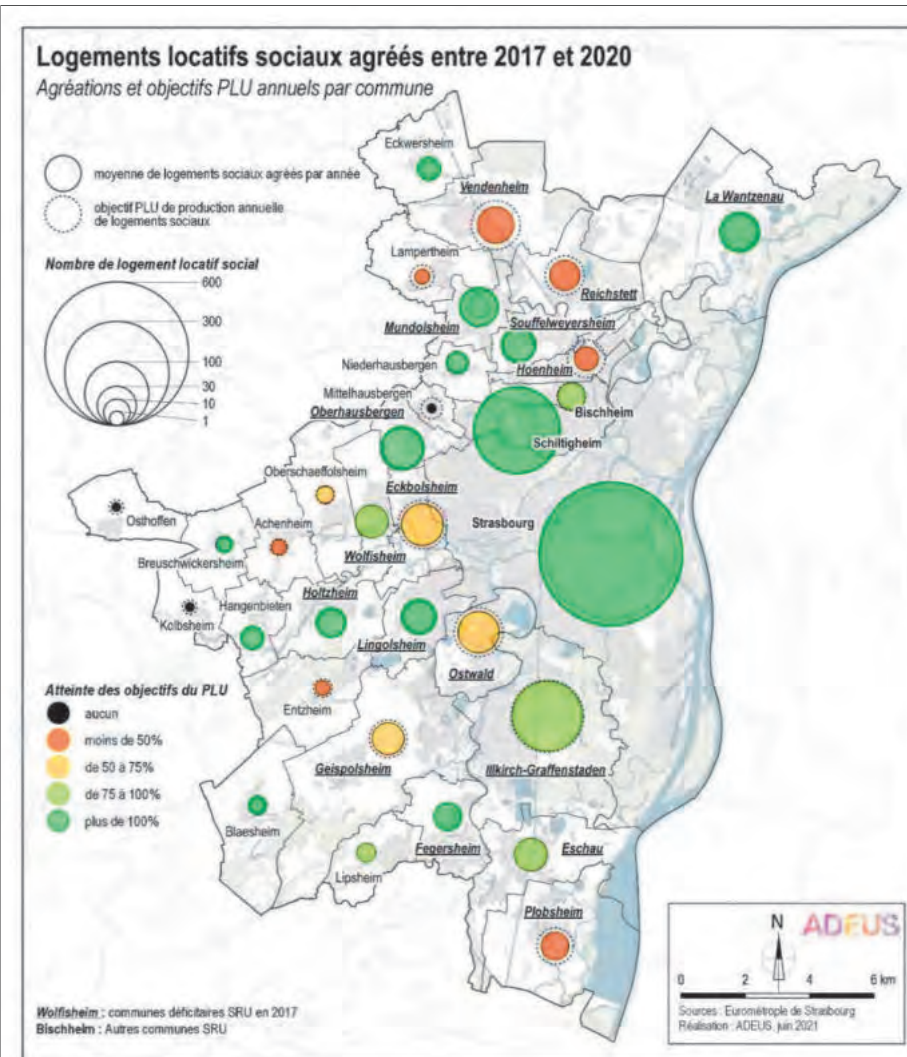 Logements locatifs sociaux agréés entre 2017 et 2020
Agréations et objectifs PLU annuels par commune
moyenne de logements sociaux agréés par année
objectif PLU de production annuelle
de logements sociaux
Nombre de logement locatif social
600
300
100
30
10
1
Eckwersheim
Vendenheim
La Wantzenau
Lampertheim
Reichstett
Mundolsheim
Souffelweyersheim
Niederhausbergen
Hoenheim
Mittelhausbergen
Bischheim
Oberhausbergen
Schiltigheim
Oberschaeffolsheim
Eckbolsheim
Osthoffen
Achenheim
Strasbourg
Breuschwickersheim
Wolfisheim
Hangenbieten
Holtzheim
Kolbsheim
Lingolsheim
Ostwald
Atteinte des objectifs du PLU
aucun
moins de 50%
de 50 à 75%
de 75 à 100%
plus de 100%
Entzheim
Geispolsheim
Illkirch-Graffenstaden
Blaesheim
Fegersheim
Eschau
Lipsheim
Plobsheim
N
ADEUS
0 2 4 6 km
Sources : Eurométropole de Strasbourg
Réalisation : ADEUS, juin 2021
Wolfisheim : communes déficitaires SRU en 2017
Bischheim : Autres communes SRU